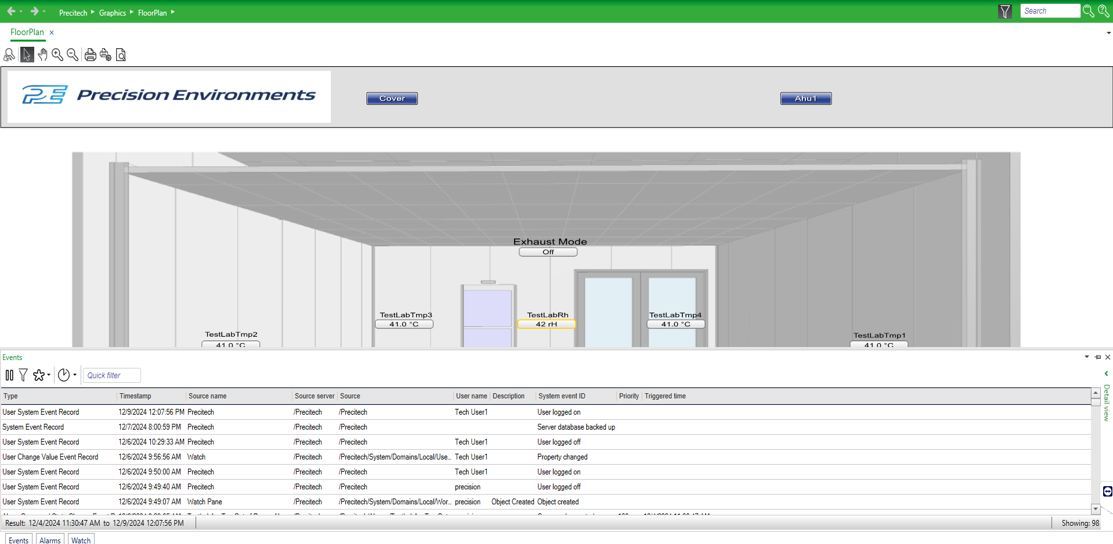 Precitech ▸ Graphics ▸ FloorPlan ▸
Search
FloorPlan ×
PE Precision Environments
Cover
Ahu1
Exhaust Mode
Off
TestLabTmp3
41.0 °C
TestLabRh
42 rH
TestLabTmp4
41.0 °C
TestLabTmp2
41.0 °C
TestLabTmp1
41.0 °C
Events
Quick filter
Detail view
Type Timestamp Source name Source server Source User name Description System event ID Priority Triggered time
User System Event Record 12/9/2024 12:07:56 PM Precitech /Precitech /Precitech Tech User1 User logged on
System Event Record 12/7/2024 8:00:59 PM Precitech /Precitech /Precitech Server database backed up
User System Event Record 12/6/2024 10:29:33 AM Precitech /Precitech /Precitech Tech User1 User logged off
User Change Value Event Record 12/6/2024 9:56:56 AM Watch /Precitech /Precitech/System/Domains/Local/Use... Tech User1 Property changed
User System Event Record 12/6/2024 9:50:00 AM Precitech /Precitech /Precitech Tech User1 User logged on
User System Event Record 12/6/2024 9:49:40 AM Precitech /Precitech /Precitech precision User logged off
User System Event Record 12/6/2024 9:49:07 AM Watch Pane /Precitech /Precitech/System/Domains/Local/Wor... precision Object Created Object created
Result: 12/4/2024 11:30:47 AM to 12/9/2024 12:07:56 PM
Showing: 98
Events Alarms Watch